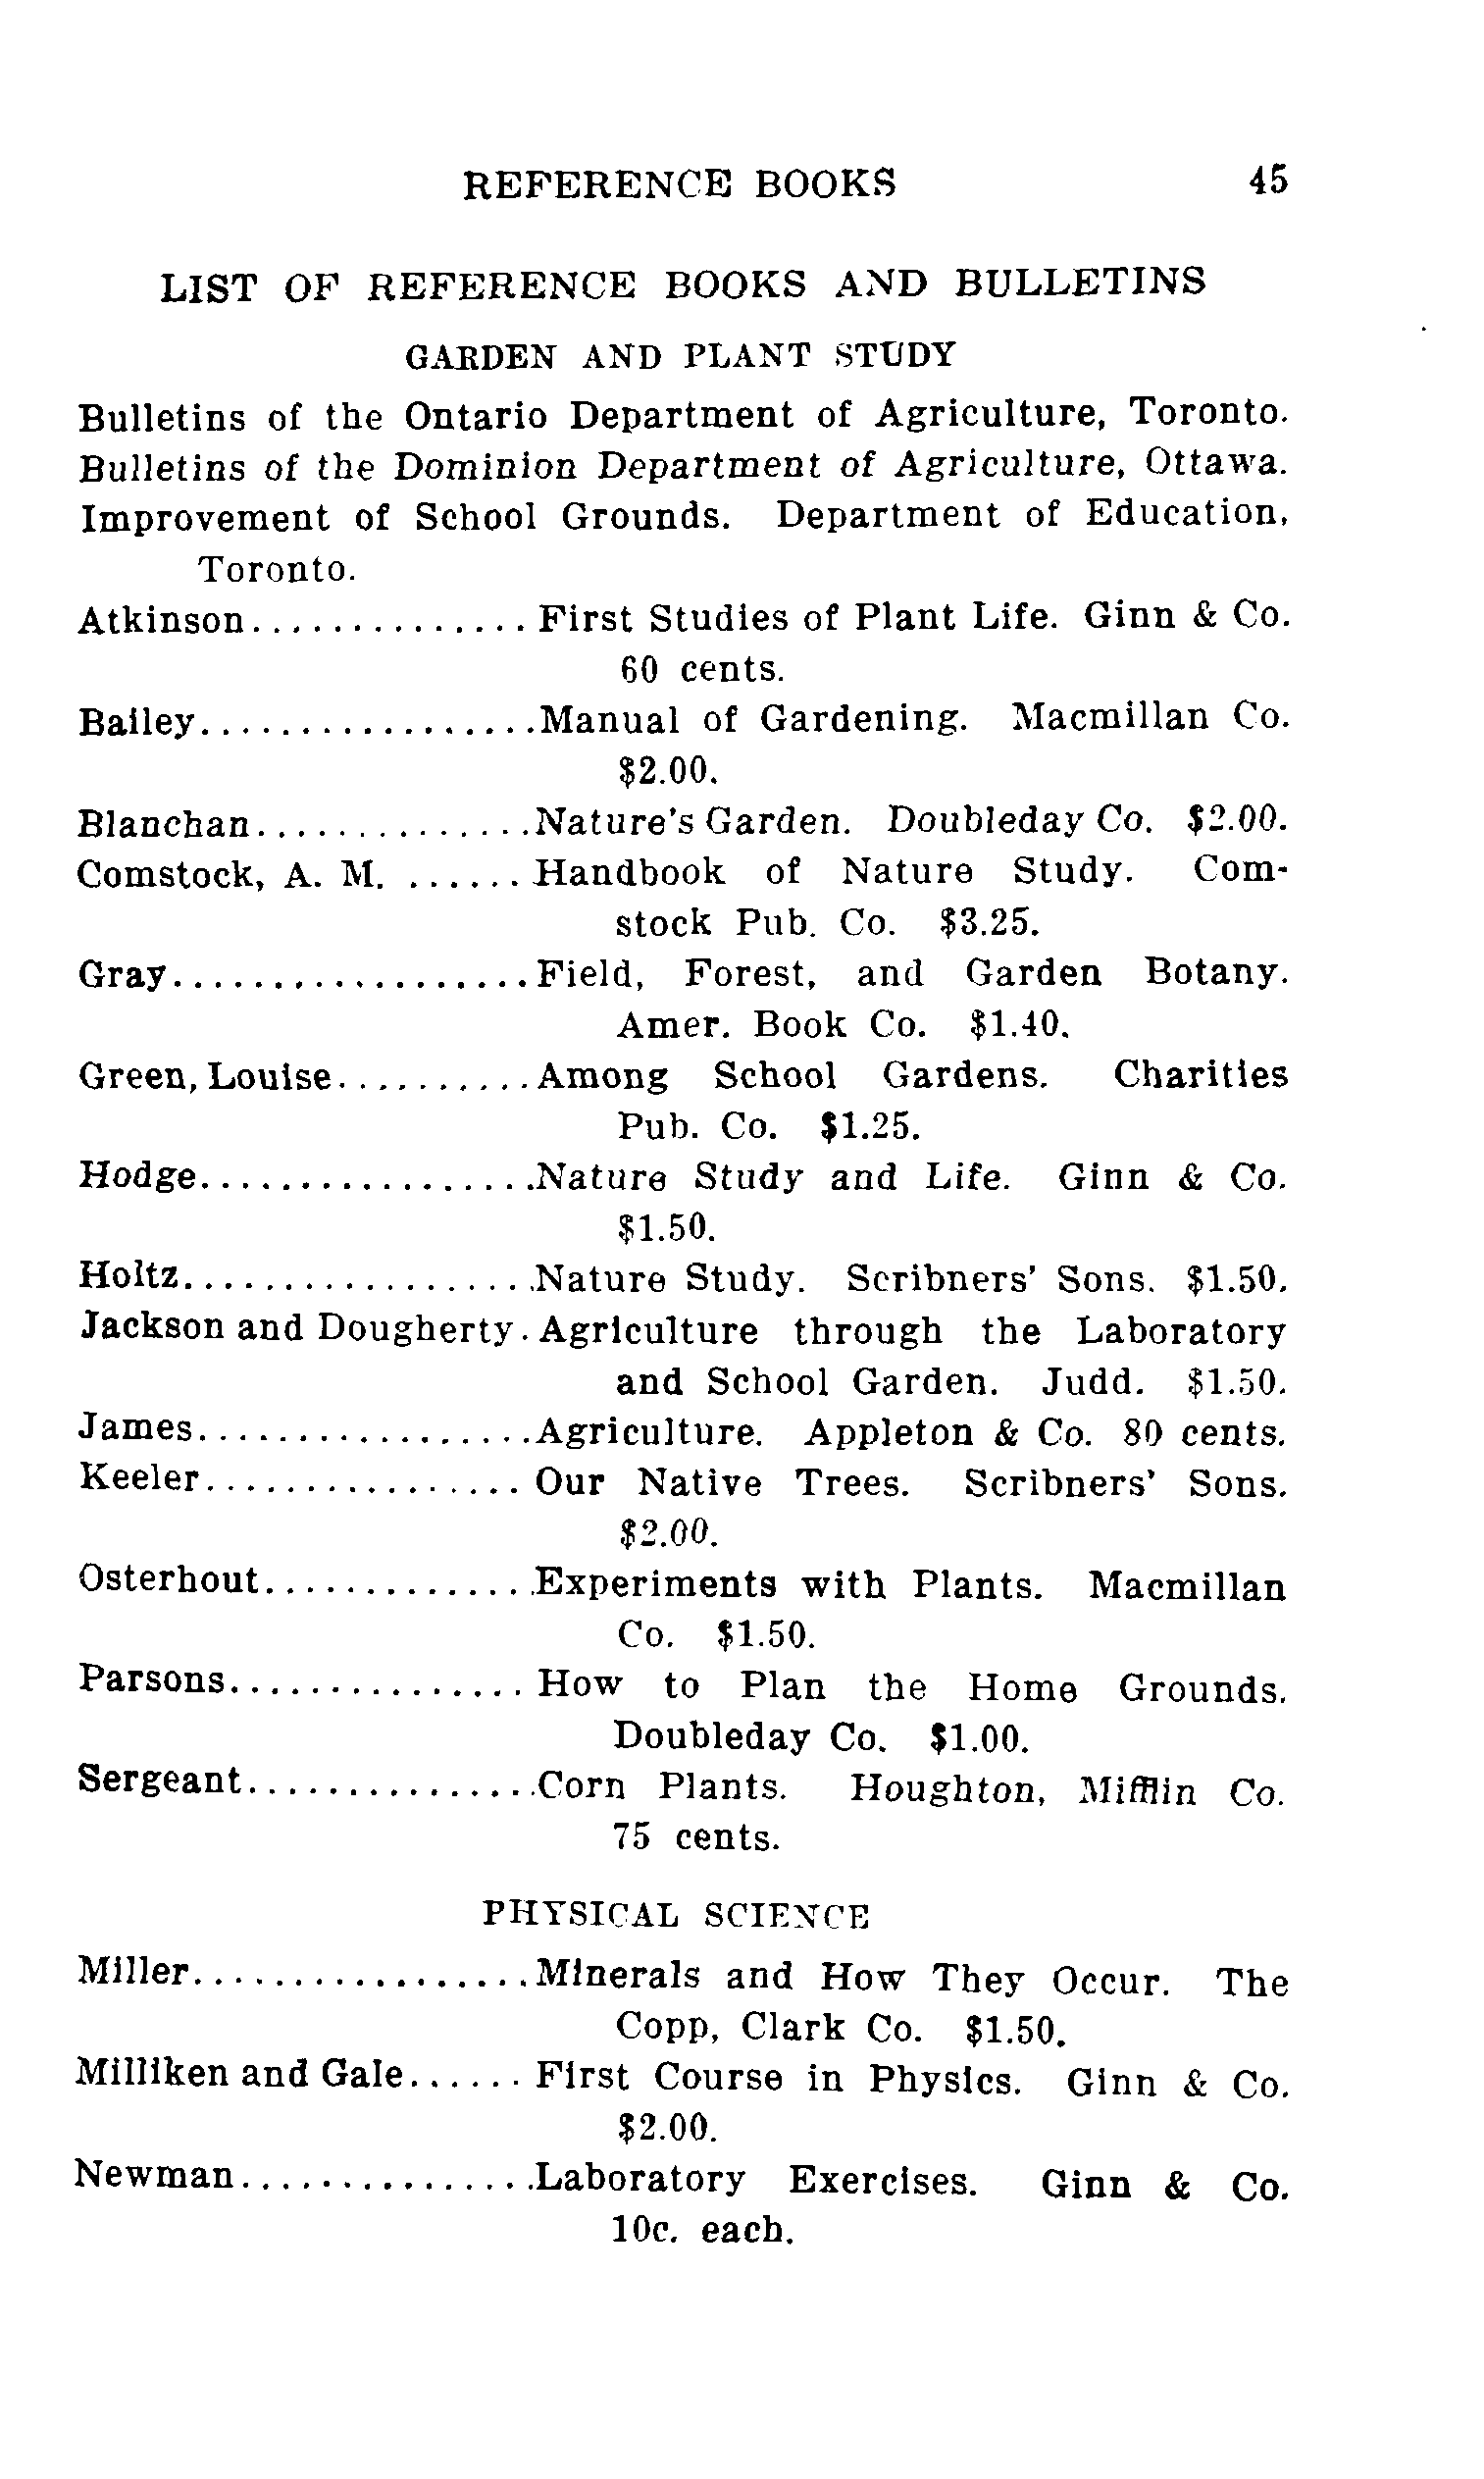 REFERENCE BOOKS 45
LIST OF REFERENCE BOOKS AND BULLETINS
GARDEN AND PLANT STUDY
Bulletins of the Ontario Department of Agriculture, Toronto.
Bulletins of the Dominion Department of Agriculture, Ottawa.
Improvement of School Grounds. Department of Education,
Toronto.
Atkinson.............. First Studies of Plant Life. Ginn & Co.
60 cents.
Bailey.................Manual of Gardening. Macmillan Co.
$2.00.
Blanchan..............Nature's Garden. Doubleday Co. $2.00.
Comstock, A. M. ...... Handbook of Nature Study. Com-
stock Pub. Co. $3.25.
Gray..................Field, Forest, and Garden Botany.
Amer. Book Co. $1.40.
Green, Louise..........Among School Gardens. Charities
Pub. Co. $1.25.
Hodge.................Nature Study and Life. Ginn & Co.
$1.50.
Holtz..................Nature Study. Scribners' Sons. $1.50.
Jackson and Dougherty. Agriculture through the Laboratory
and School Garden. Judd. $1.50.
James.................Agriculture. Appleton & Co. 80 cents.
Keeler................ Our Native Trees. Scribners' Sons.
$2.00.
Osterhout..............Experiments with Plants. Macmillan
Co. $1.50.
Parsons............... How to Plan the Home Grounds.
Doubleday Co. $1.00.
Sergeant...............Corn Plants. Houghton, Mifflin Co.
75 cents.
PHYSICAL SCIENCE
Miller.................Minerals and How They Occur. The
Copp, Clark Co. $1.50.
Milliken and Gale...... First Course in Physics. Ginn & Co.
$2.00.
Newman...............Laboratory Exercises. Ginn & Co.
10c. each.